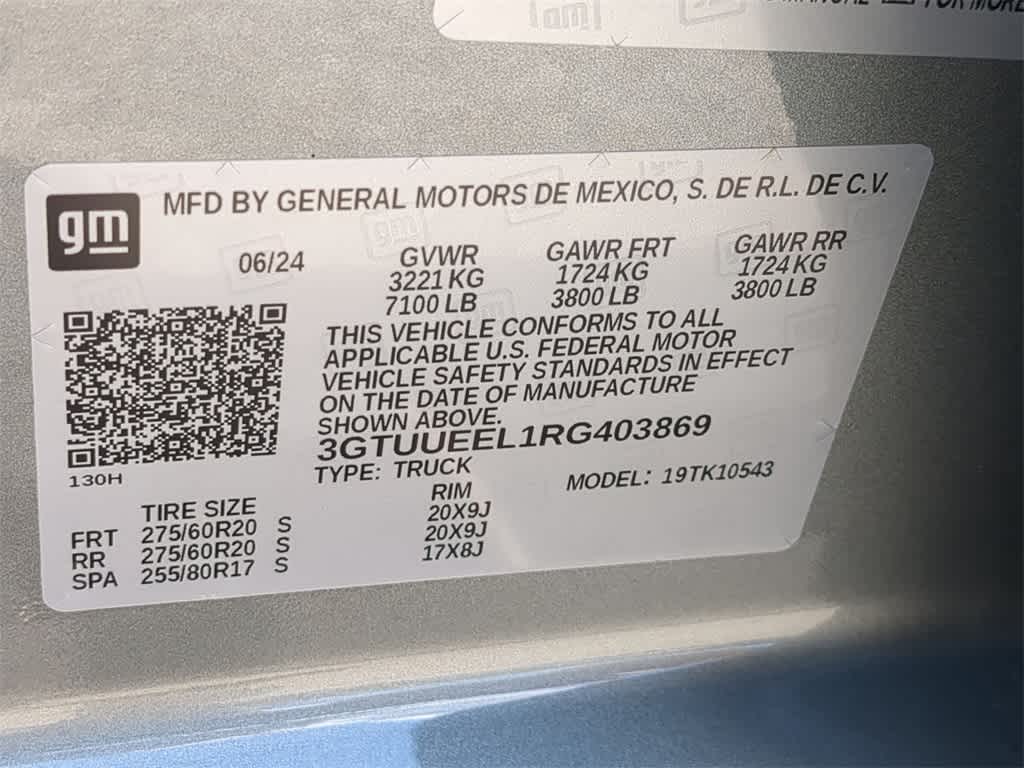 FOR MORE
gm
MFD BY GENERAL MOTORS DE MEXICO, S. DE R.L. DE C.V.
06/24 GVWR GAWR FRT GAWR RR
3221 KG 1724 KG 1724 KG
7100 LB 3800 LB 3800 LB
THIS VEHICLE CONFORMS TO ALL
APPLICABLE U.S. FEDERAL MOTOR
VEHICLE SAFETY STANDARDS IN EFFECT
ON THE DATE OF MANUFACTURE
SHOWN ABOVE.
3GTUUEEL1RG403869
130H
TYPE: TRUCK MODEL: 19TK10543
TIRE SIZE RIM
FRT 275/60R20 S 20X9J
RR 275/60R20 S 20X9J
SPA 255/80R17 S 17X8J